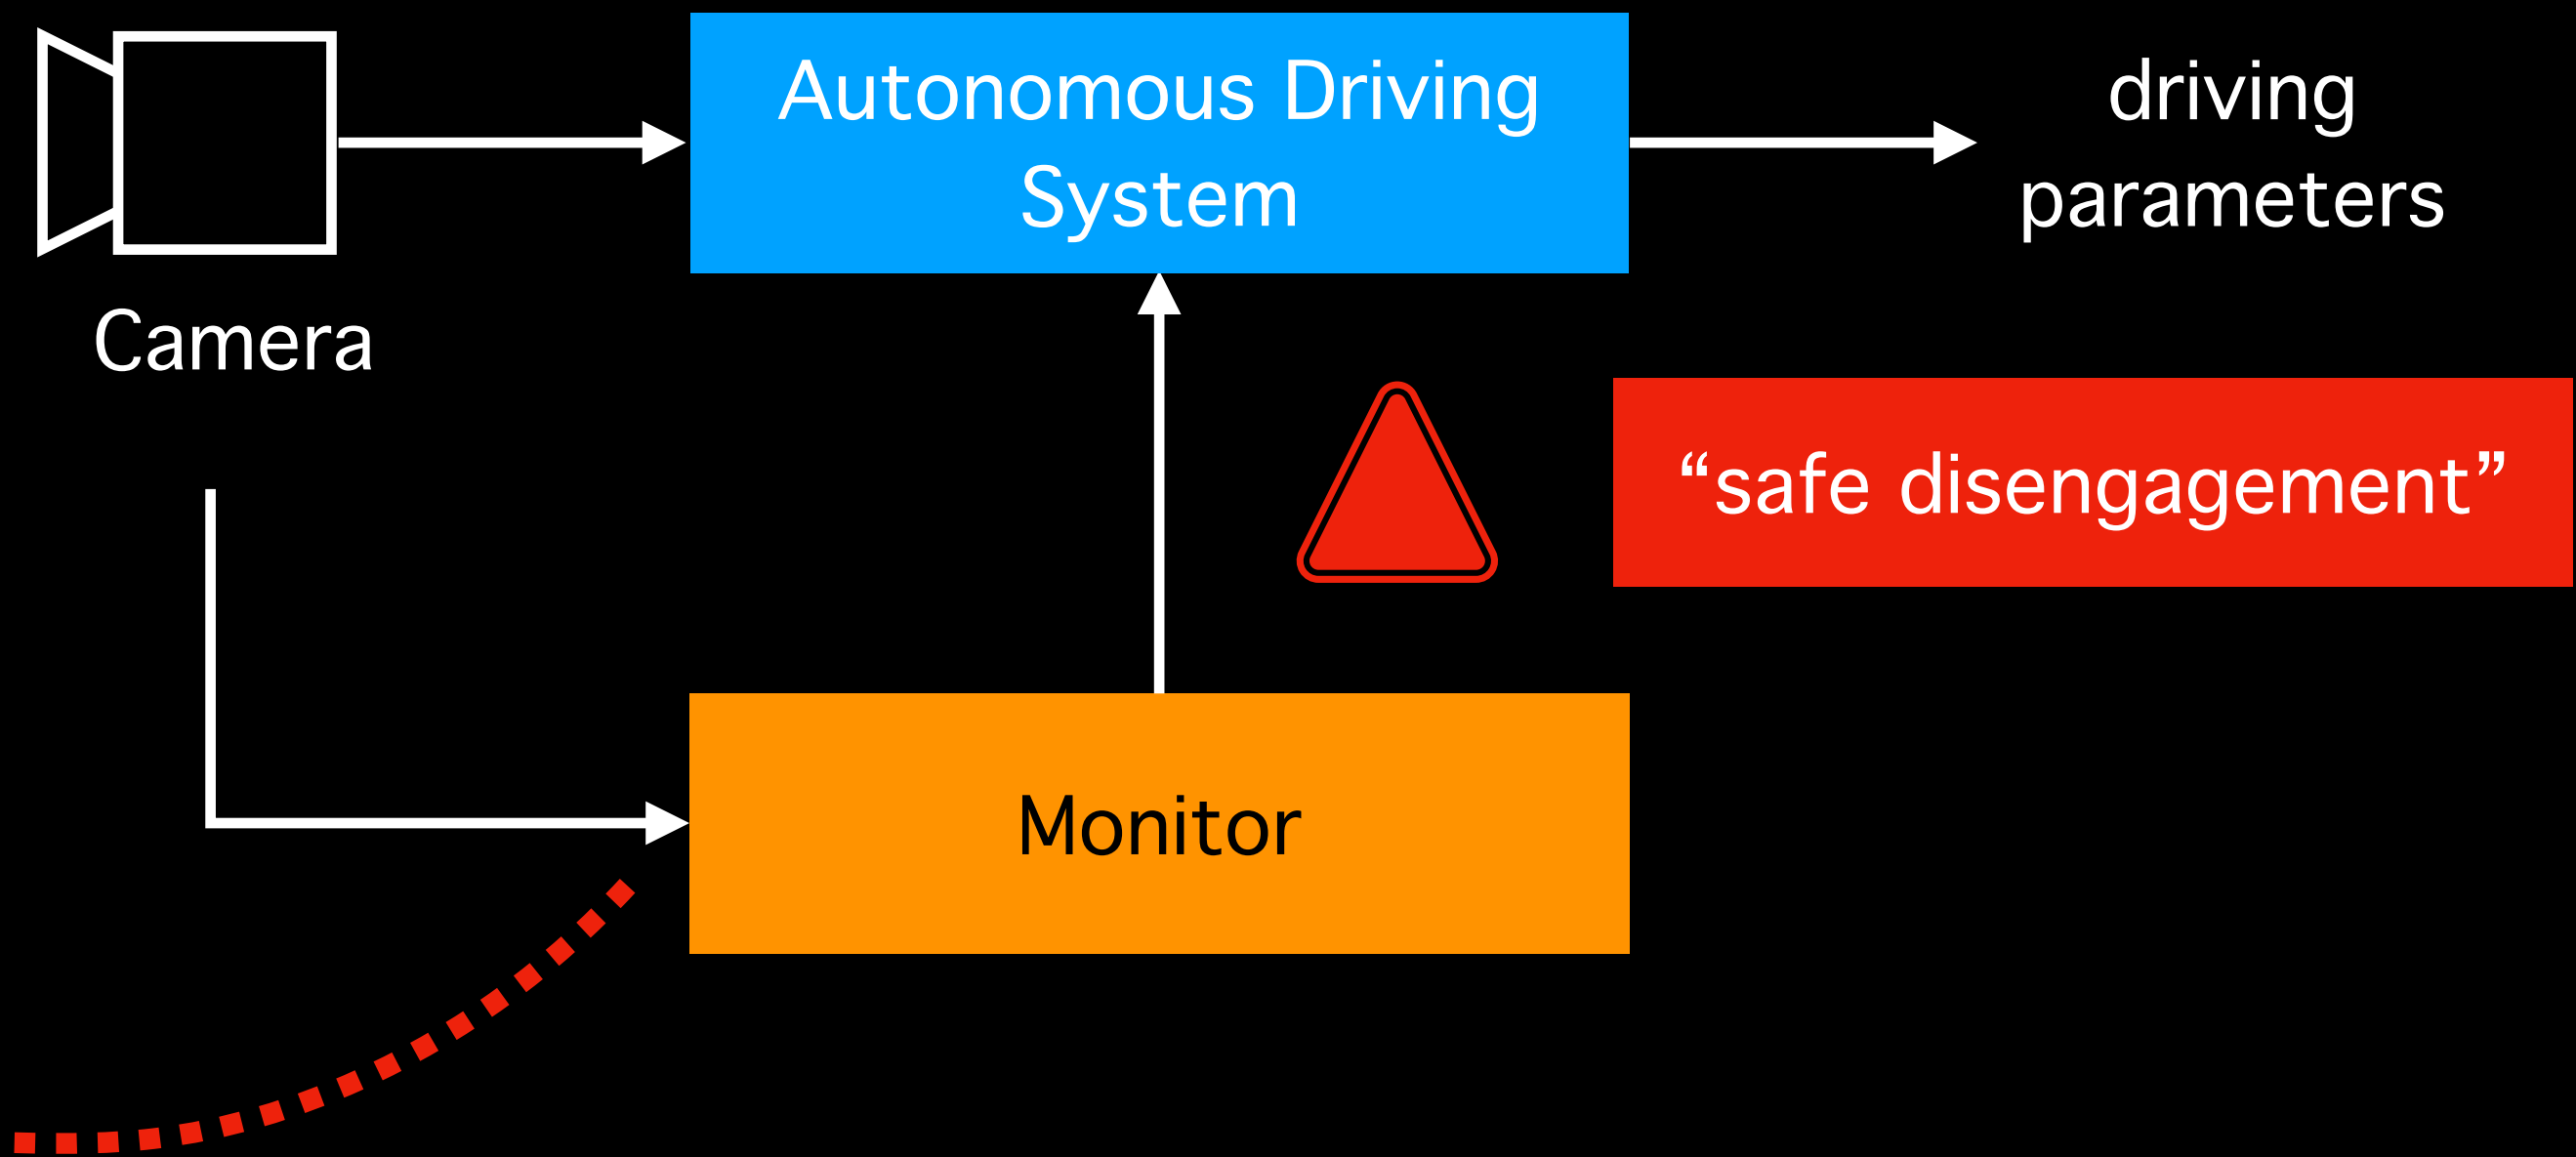 Autonomous Driving
System
driving
parameters
Camera
“safe disengagement”
Monitor